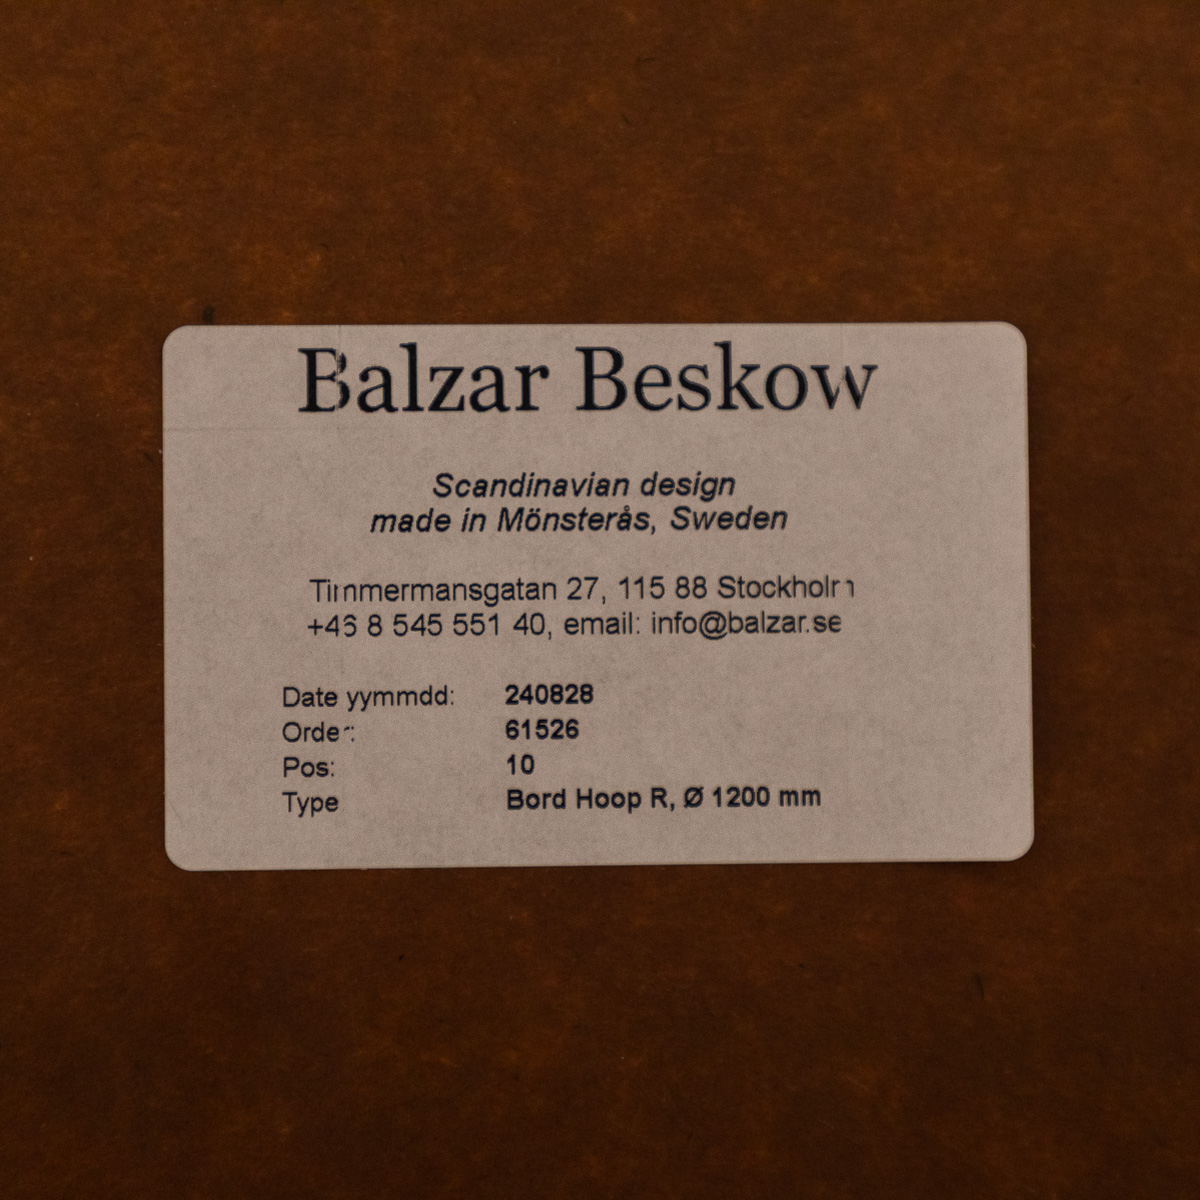 Balzar Beskow
Scandinavian design
made in Mönsterås, Sweden
Timmermansgatan 27, 115 88 Stockholm
+46 8 545 551 40, email: info@balzar.se
Date yymmdd: 240828
Order: 61526
Pos: 10
Type Bord Hoop R, Ø 1200 mm